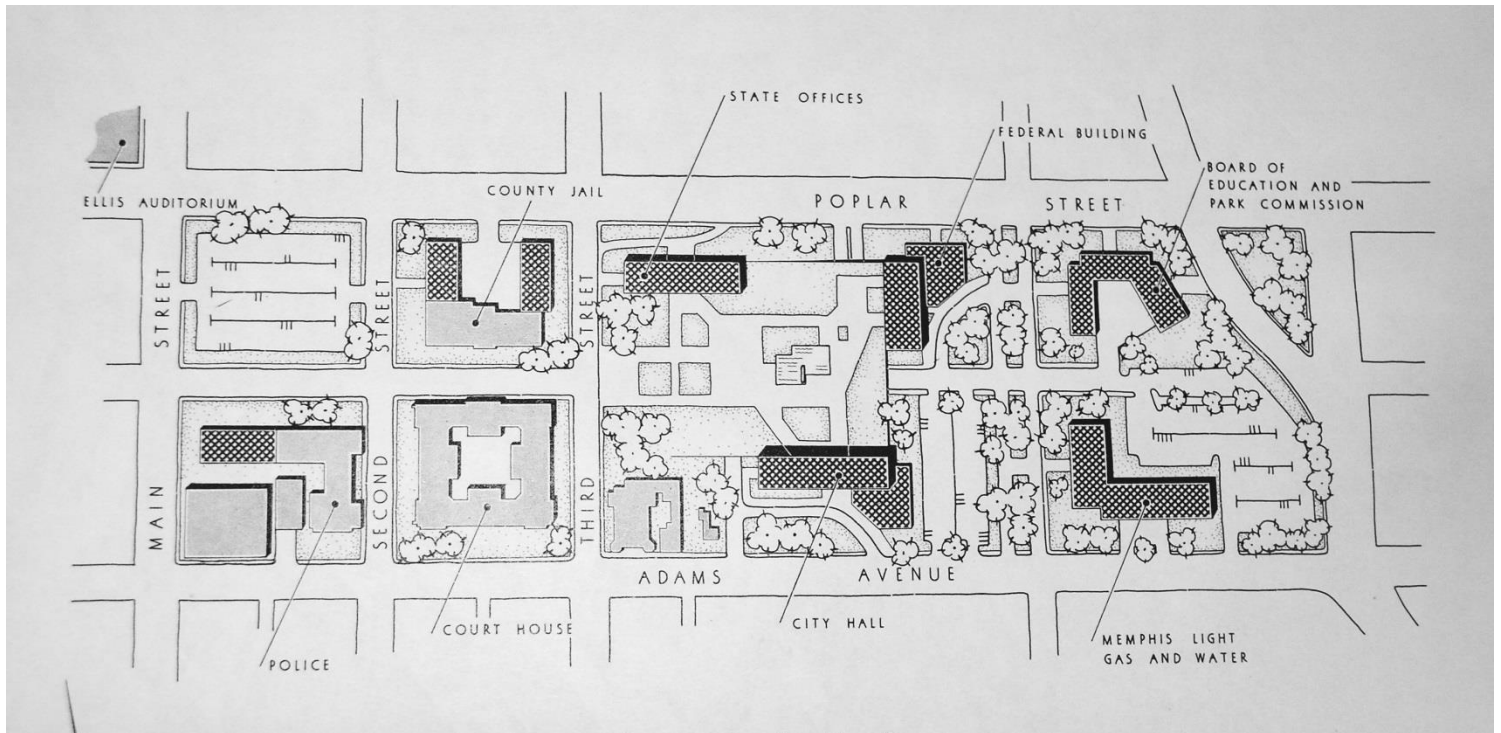 STATE OFFICES
FEDERAL BUILDING
BOARD OF
EDUCATION AND
PARK COMMISSION
ELLIS AUDITORIUM
COUNTY JAIL
POPLAR STREET
STREET
STREET
STREET
MAIN
SECOND
THIRD
ADAMS AVENUE
COURT HOUSE
CITY HALL
POLICE
MEMPHIS LIGHT
GAS AND WATER